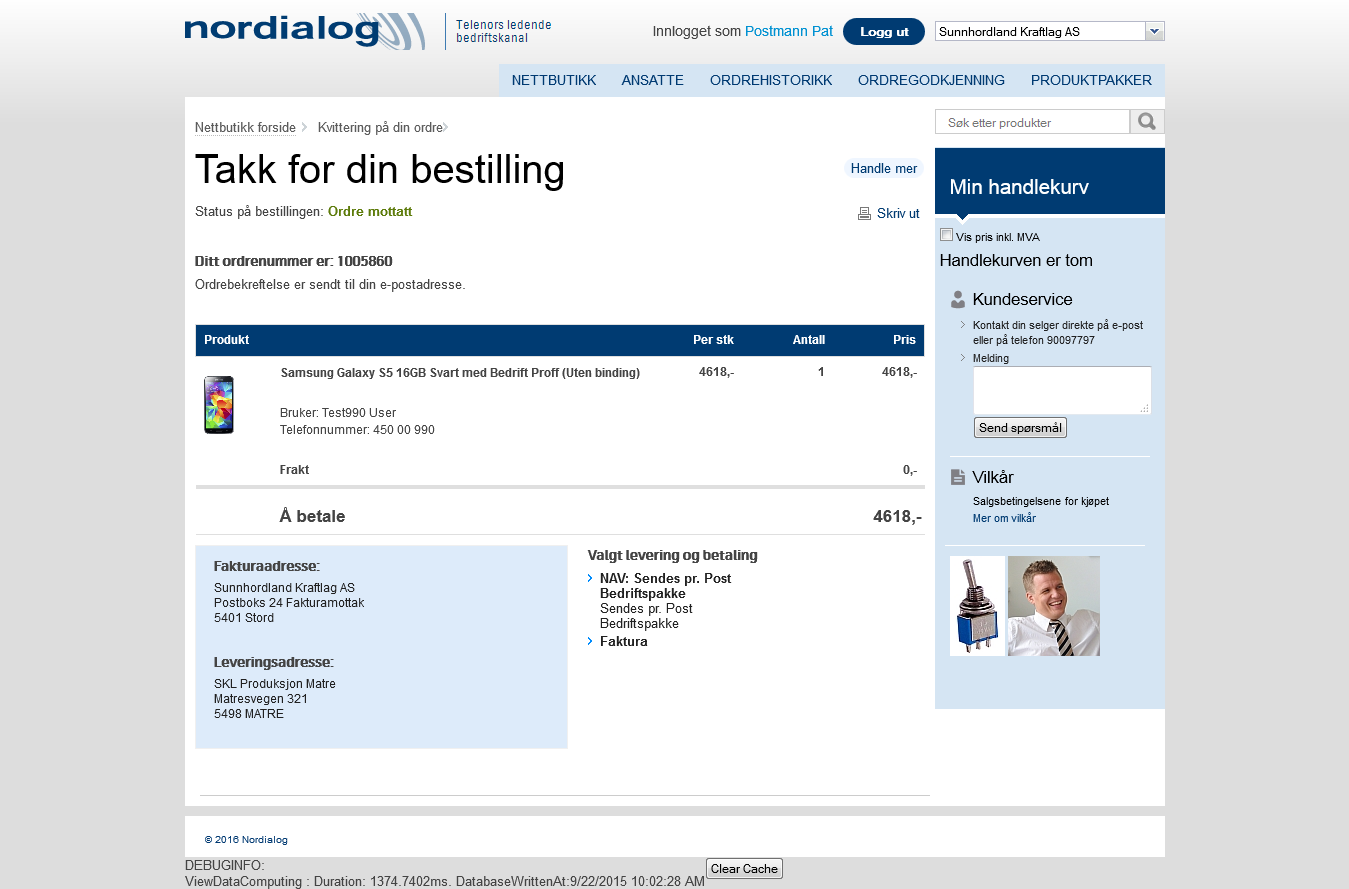 nordialog
Telenors ledende
bedriftskanal
Innlogget som Postmann Pat
Logg ut
Sunnhordland Kraftlag AS
NETTBUTIKK ANSATTE ORDREHISTORIKK ORDREGODKJENNING PRODUKTPAKKER
Nettbutikk forside Kvittering på din ordre
Takk for din bestilling
Handle mer
Status på bestillingen: Ordre mottatt
Skriv ut
Ditt ordrenummer er: 1005860
Ordrebekreftelse er sendt til din e-postadresse.
Produkt Per stk Antall Pris
Samsung Galaxy S5 16GB Svart med Bedrift Proff (Uten binding) 4618,- 1 4618,-
Bruker: Test990 User
Telefonnummer: 450 00 990
Frakt 0,-
Å betale 4618,-
Fakturaadresse:
Sunnhordland Kraftlag AS
Postboks 24 Fakturamottak
5401 Stord
Leveringsadresse:
SKL Produksjon Matre
Matresvegen 321
5498 MATRE
Valgt levering og betaling
NAV: Sendes pr. Post
Bedriftspakke
Sendes pr. Post
Bedriftspakke
Faktura
Søk etter produkter
Min handlekurv
Vis pris inkl. MVA
Handlekurven er tom
Kundeservice
Kontakt din selger direkte på e-post
eller på telefon 90097797
Melding
Send spørsmål
Vilkår
Salgsbetingelsene for kjøpet
Mer om vilkår
© 2016 Nordialog
DEBUGINFO:
ViewDataComputing : Duration: 1374.7402ms. DatabaseWrittenAt:9/22/2015 10:02:28 AM
Clear Cache